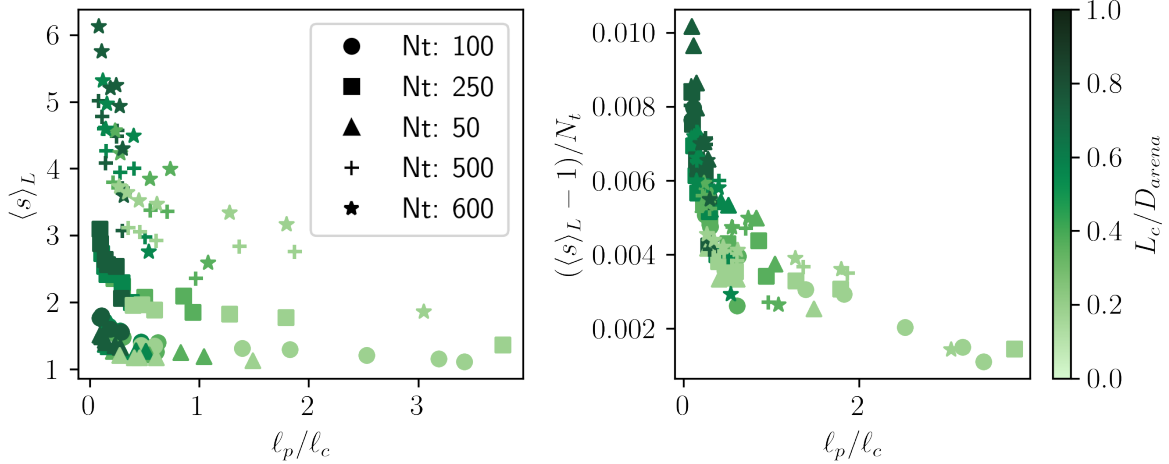 6
5
4
3
2
1
⟨s⟩_L
0
1
2
3
ℓ_p/ℓ_c
Nt: 100
Nt: 250
Nt: 50
Nt: 500
Nt: 600
0.010
0.008
0.006
0.004
0.002
(⟨s⟩_L − 1)/N_t
0
2
ℓ_p/ℓ_c
1.0
0.8
0.6
0.4
0.2
0.0
L_c/D_arena